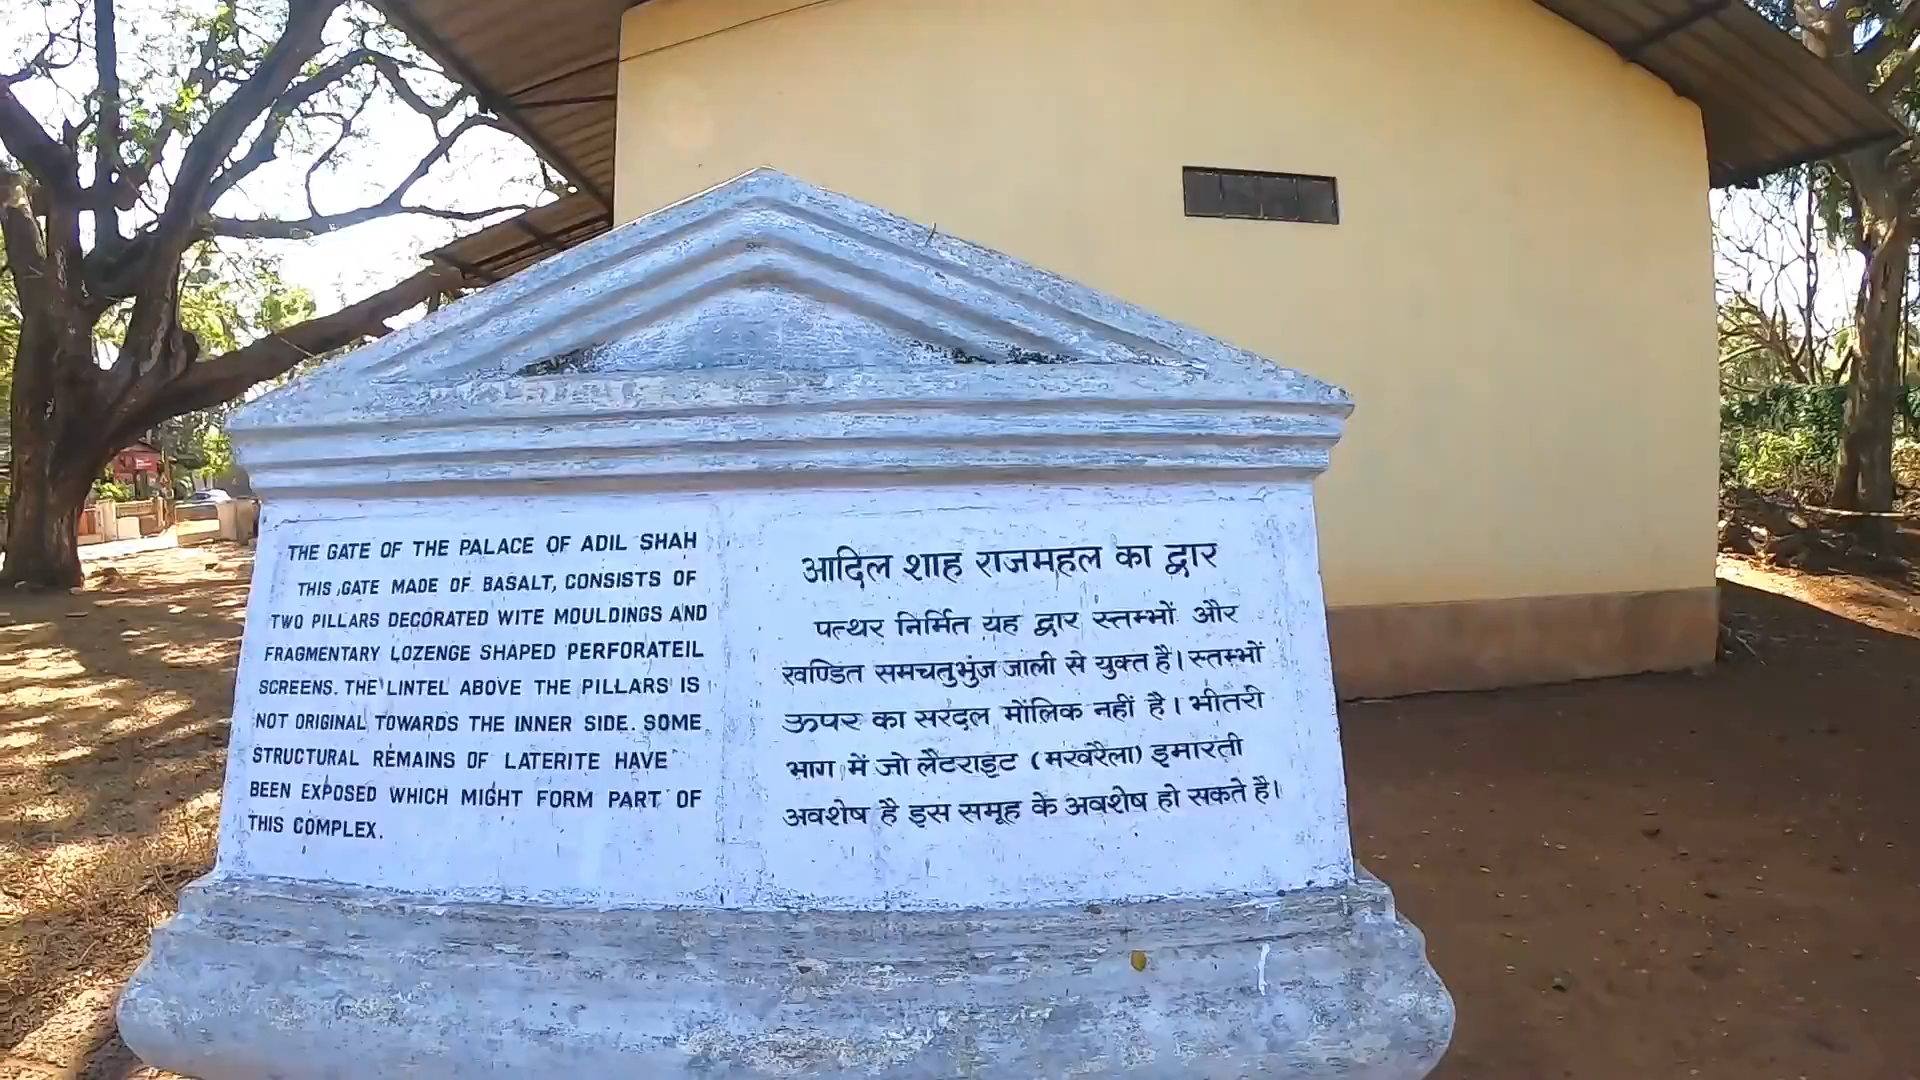 THE GATE OF THE PALACE OF ADIL SHAH
THIS GATE MADE OF BASALT, CONSISTS OF
TWO PILLARS DECORATED WITE MOULDINGS AND
FRAGMENTARY LOZENGE SHAPED PERFORATEIL
SCREENS. THE LINTEL ABOVE THE PILLARS IS
NOT ORIGINAL TOWARDS THE INNER SIDE. SOME
STRUCTURAL REMAINS OF LATERITE HAVE
BEEN EXPOSED WHICH MIGHT FORM PART OF
THIS COMPLEX.
आदिल शाह राजमहल का द्वार
पत्थर निर्मित यह द्वार स्तम्भों और
खण्डित समचतुभुंज जाली से युक्त है। स्तम्भों
ऊपर का सरदल मोंलिक नहीं है। भीतरी
भाग में जो लैटराइट (मखरैला) इमारती
अवशेष है इस समूह के अवशेष हो सकते है।